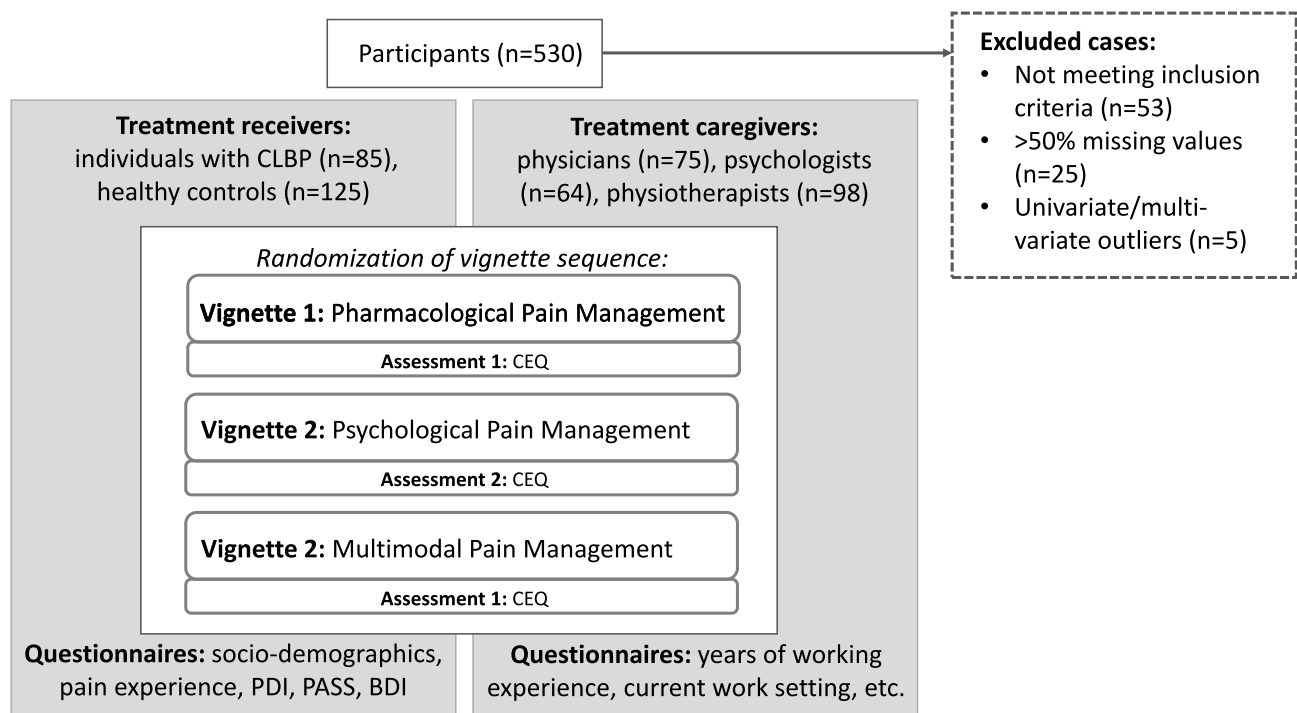 Participants (n=530)
Excluded cases:
• Not meeting inclusion
criteria (n=53)
• >50% missing values
(n=25)
• Univariate/multi-
variate outliers (n=5)
Treatment receivers:
individuals with CLBP (n=85),
healthy controls (n=125)
Treatment caregivers:
physicians (n=75), psychologists
(n=64), physiotherapists (n=98)
Randomization of vignette sequence:
Vignette 1: Pharmacological Pain Management
Assessment 1: CEQ
Vignette 2: Psychological Pain Management
Assessment 2: CEQ
Vignette 2: Multimodal Pain Management
Assessment 1: CEQ
Questionnaires: socio-demographics,
pain experience, PDI, PASS, BDI
Questionnaires: years of working
experience, current work setting, etc.